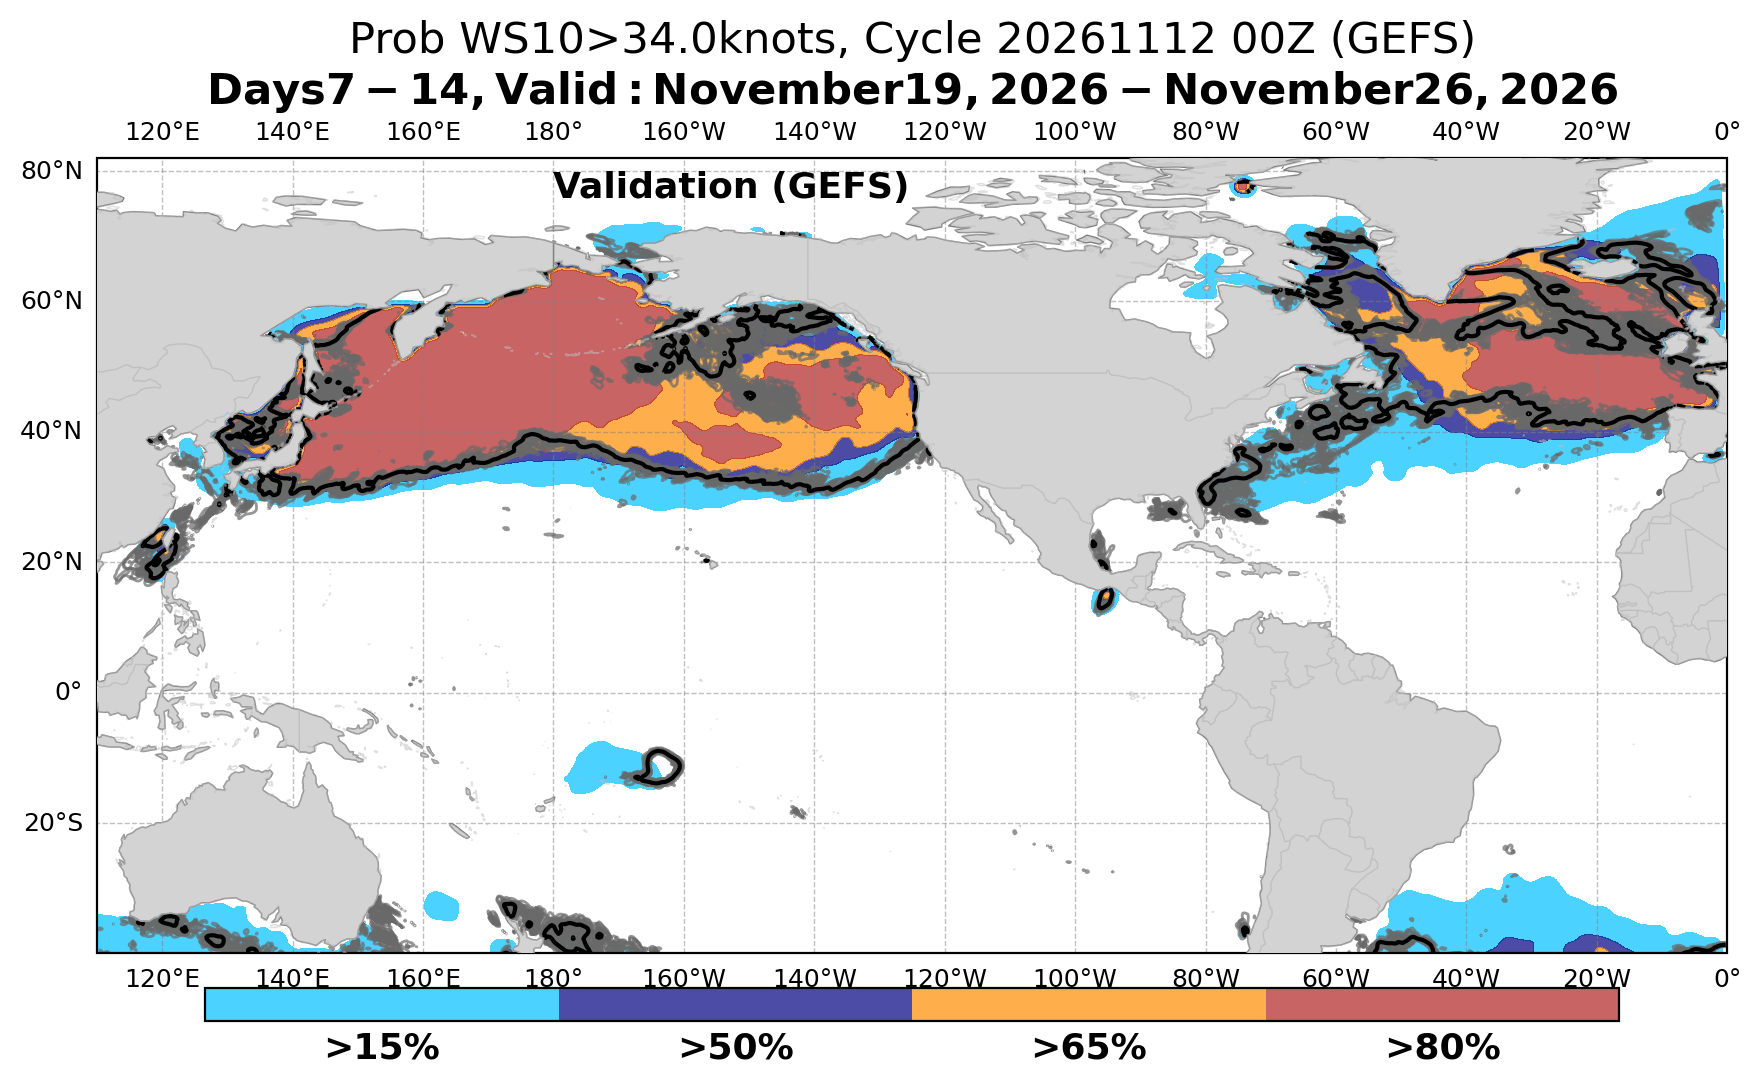 Prob WS10>34.0knots, Cycle 20261112 00Z (GEFS)
Days7 − 14, Valid : November19, 2026 − November26, 2026
120°E 140°E 160°E 180° 160°W 140°W 120°W 100°W 80°W 60°W 40°W 20°W 0°
80°N
Validation (GEFS)
60°N
40°N
20°N
0°
20°S
120°E 140°E 160°E 180° 160°W 140°W 120°W 100°W 80°W 60°W 40°W 20°W 0°
>15% >50% >65% >80%